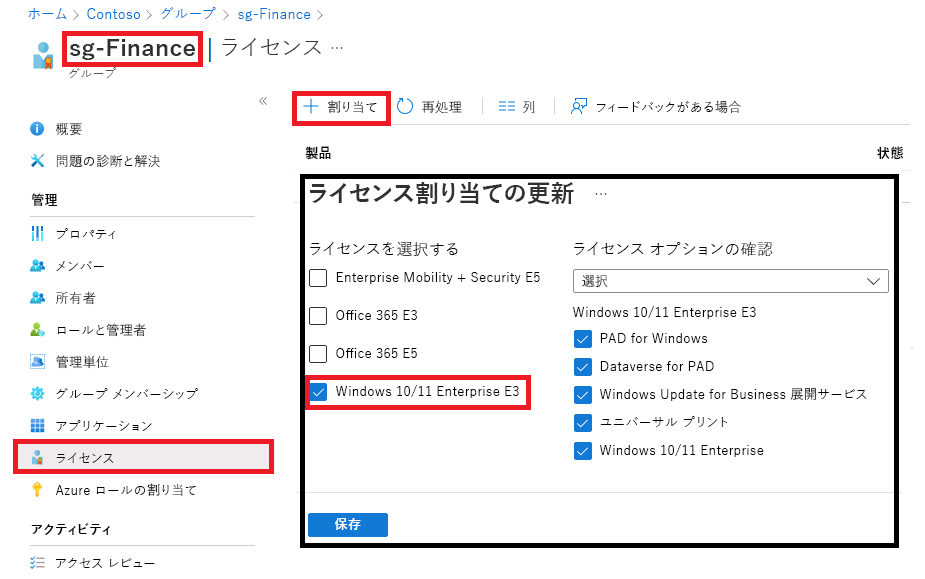 ホーム > Contoso > グループ > sg-Finance >
sg-Finance | ライセンス ...
グループ
«
+ 割り当て 再処理 列 フィードバックがある場合
概要
問題の診断と解決
管理
プロパティ
メンバー
所有者
ロールと管理者
管理単位
グループ メンバーシップ
アプリケーション
ライセンス
Azure ロールの割り当て
アクティビティ
アクセス レビュー
製品 状態
ライセンス割り当ての更新 ...
ライセンスを選択する
Enterprise Mobility + Security E5
Office 365 E3
Office 365 E5
Windows 10/11 Enterprise E3
ライセンス オプションの確認
選択
Windows 10/11 Enterprise E3
PAD for Windows
Dataverse for PAD
Windows Update for Business 展開サービス
ユニバーサル プリント
Windows 10/11 Enterprise
保存